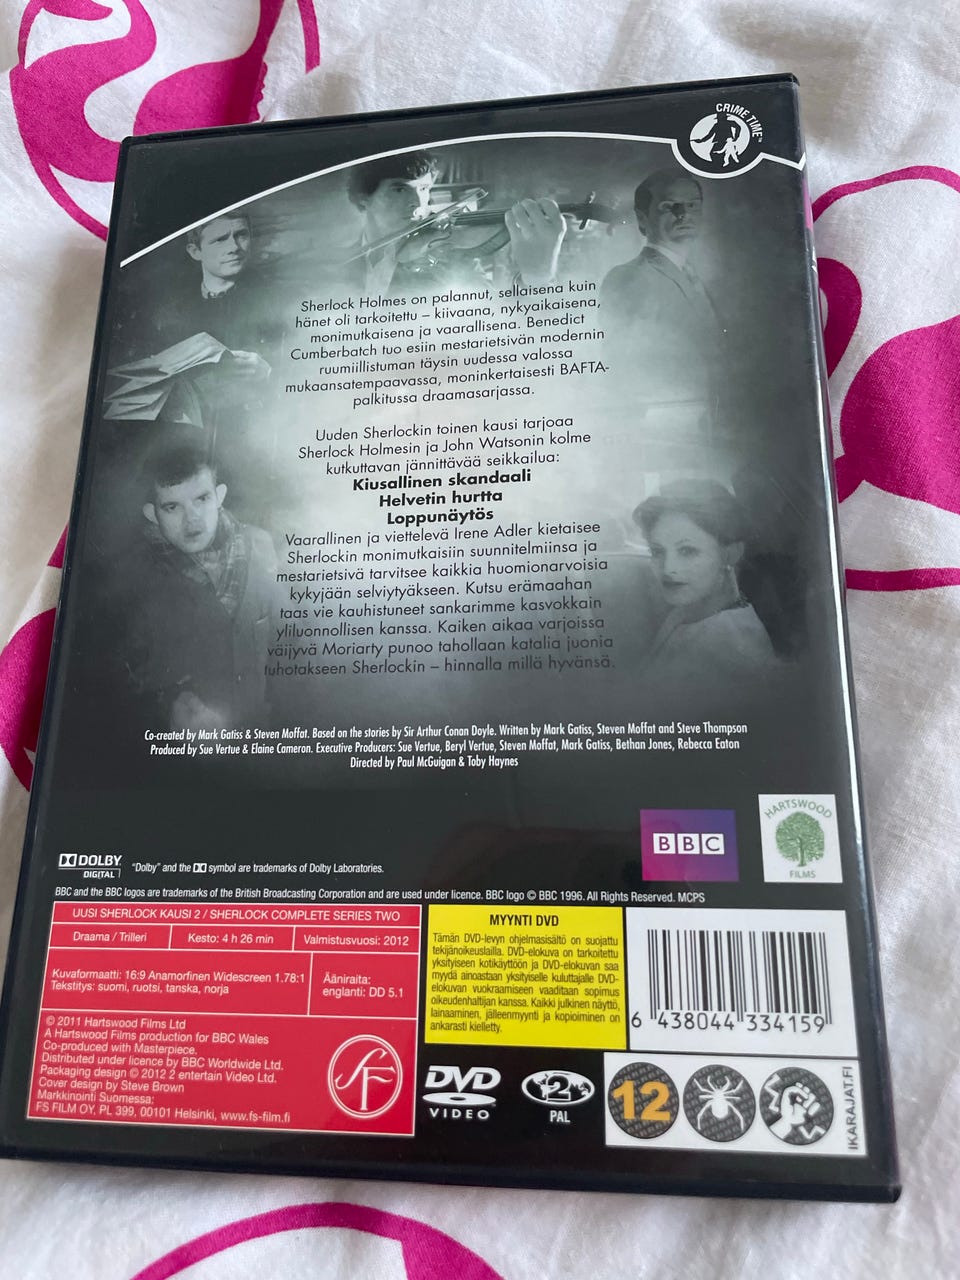 CRIME TIME™
Sherlock Holmes on palannut, sellaisena kuin
hänet oli tarkoitettu – kiivaana, nykyaikaisena,
monimutkaisena ja vaarallisena. Benedict
Cumberbatch tuo esiin mestarietsivän modernin
ruumiillistuman täysin uudessa valossa
mukaansatempaavassa, moninkertaisesti BAFTA-
palkitussa draamasarjassa.
Uuden Sherlockin toinen kausi tarjoaa
Sherlock Holmesin ja John Watsonin kolme
kutkuttavan jännittävää seikkailua:
Kiusallinen skandaali
Helvetin hurtta
Loppunäytös
Vaarallinen ja viettelevä Irene Adler kietaisee
Sherlockin monimutkaisiin suunnitelmiinsa ja
mestarietsivä tarvitsee kaikkia huomionarvoisia
kykyjään selviytyäkseen. Kutsu erämaahan
taas vie kauhistuneet sankarimme kasvokkain
yliluonnollisen kanssa. Kaiken aikaa varjoissa
väijyvä Moriarty punoo tahollaan katalia juonia
tuhotakseen Sherlockin – hinnalla millä hyvänsä.
Co-created by Mark Gatiss & Steven Moffat. Based on the stories by Sir Arthur Conan Doyle. Written by Mark Gatiss, Steven Moffat and Steve Thompson
Produced by Sue Vertue & Elaine Cameron. Executive Producers: Sue Vertue, Beryl Vertue, Steven Moffat, Mark Gatiss, Bethan Jones, Rebecca Eaton
Directed by Paul McGuigan & Toby Haynes
BBC
HARTSWOOD
FILMS
DOLBY
DIGITAL
"Dolby" and the DD symbol are trademarks of Dolby Laboratories.
BBC and the BBC logos are trademarks of the British Broadcasting Corporation and are used under licence. BBC logo © BBC 1996. All Rights Reserved. MCPS
UUSI SHERLOCK KAUSI 2 / SHERLOCK COMPLETE SERIES TWO
Draama / Trilleri
Kesto: 4 h 26 min
Valmistusvuosi: 2012
Kuvaformaatti: 16:9 Anamorfinen Widescreen 1.78:1
Tekstitys: suomi, ruotsi, tanska, norja
Ääniraita:
englanti: DD 5.1
© 2011 Hartswood Films Ltd
A Hartswood Films production for BBC Wales
Co-produced with Masterpiece.
Distributed under licence by BBC Worldwide Ltd.
Packaging design © 2012 2 entertain Video Ltd.
Cover design by Steve Brown
Markkinointi Suomessa:
FS FILM OY, PL 399, 00101 Helsinki, www.fs-film.fi
SF
MYYNTI DVD
Tämän DVD-levyn ohjelmasisältö on suojattu
tekijänoikeuslailla. DVD-elokuva on tarkoitettu
yksityiseen kotikäyttöön ja DVD-elokuvan saa
myydä ainoastaan yksityiselle kuluttajalle DVD-
elokuvan vuokraamiseen vaaditaan sopimus
oikeudenhaltijan kanssa. Kaikki julkinen näyttö,
lainaaminen, jälleenmyynti ja kopioiminen on
ankarasti kielletty.
6 438044 334159
DVD
VIDEO
2
PAL
12
IKARAJAT.FI